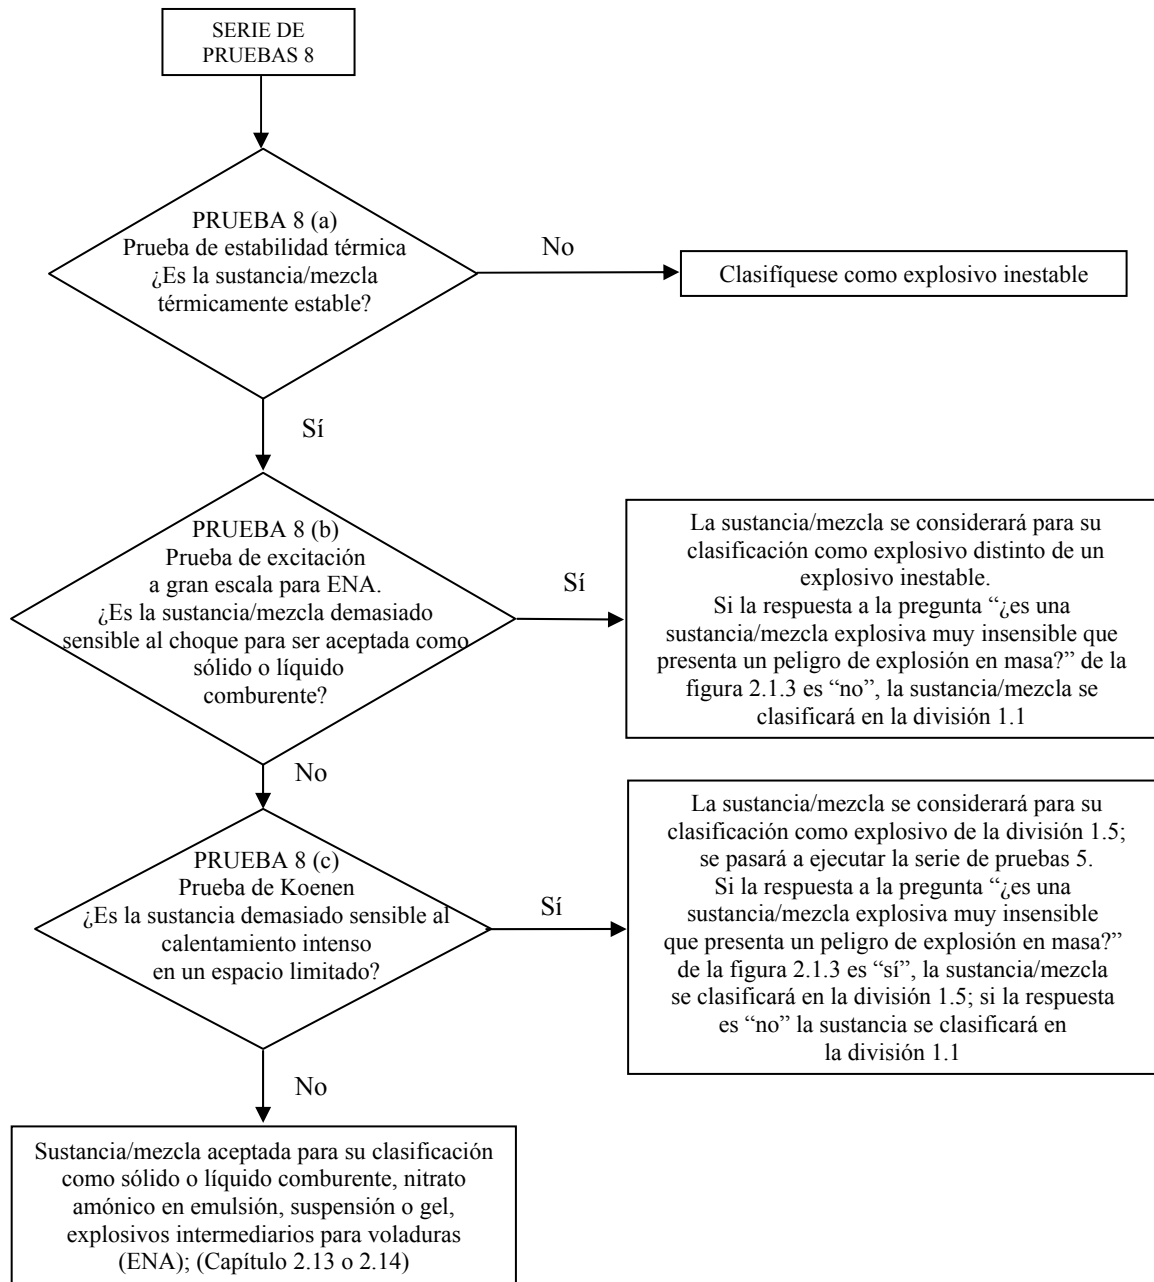 SERIE DE
PRUEBAS 8
PRUEBA 8 (a)
Prueba de estabilidad térmica
¿Es la sustancia/mezcla
térmicamente estable?
No
Clasifíquese como explosivo inestable
Sí
PRUEBA 8 (b)
Prueba de excitación
a gran escala para ENA.
¿Es la sustancia/mezcla demasiado
sensible al choque para ser aceptada como
sólido o líquido
comburente?
Sí
La sustancia/mezcla se considerará para su
clasificación como explosivo distinto de un
explosivo inestable.
Si la respuesta a la pregunta “¿es una
sustancia/mezcla explosiva muy insensible que
presenta un peligro de explosión en masa?” de la
figura 2.1.3 es “no”, la sustancia/mezcla se
clasificará en la división 1.1
No
PRUEBA 8 (c)
Prueba de Koenen
¿Es la sustancia demasiado sensible al
calentamiento intenso
en un espacio limitado?
Sí
La sustancia/mezcla se considerará para su
clasificación como explosivo de la división 1.5;
se pasará a ejecutar la serie de pruebas 5.
Si la respuesta a la pregunta “¿es una
sustancia/mezcla explosiva muy insensible
que presenta un peligro de explosión en masa?”
de la figura 2.1.3 es “sí”, la sustancia/mezcla
se clasificará en la división 1.5; si la respuesta
es “no” la sustancia se clasificará en
la división 1.1
No
Sustancia/mezcla aceptada para su clasificación
como sólido o líquido comburente, nitrato
amónico en emulsión, suspensión o gel,
explosivos intermediarios para voladuras
(ENA); (Capítulo 2.13 o 2.14)